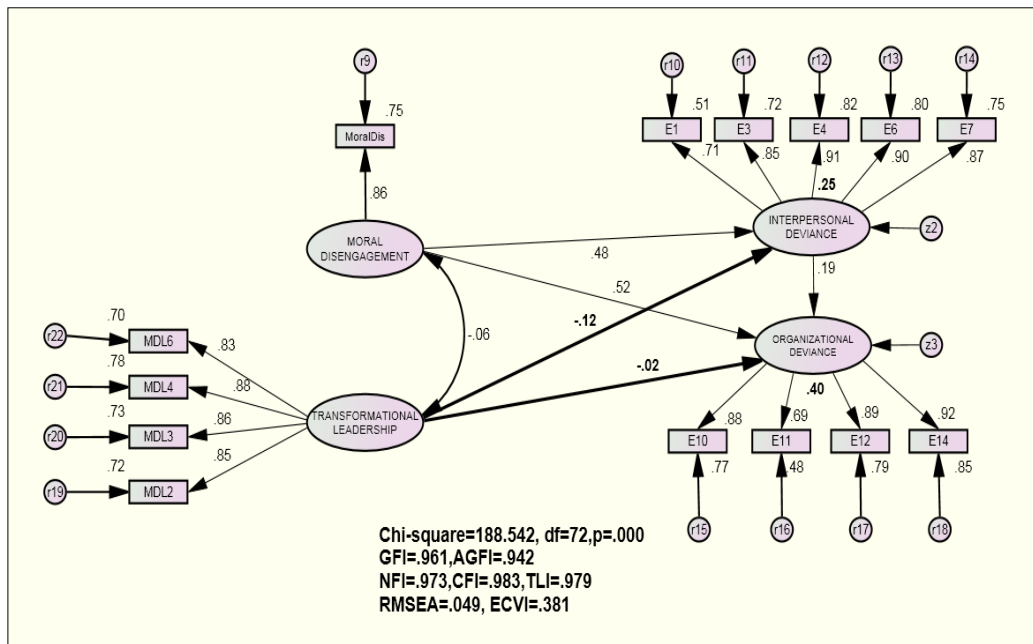 r9
.75
MoralDis
.86
MORAL
DISENGAGEMENT
r10
r11
r12
r13
r14
.51
.72
.82
.80
.75
E1
E3
E4
E6
E7
.71
.85
.91
.90
.87
.25
INTERPERSONAL
DEVIANCE
z2
.48
.19
.52
-.12
-.06
-.02
ORGANIZATIONAL
DEVIANCE
z3
.40
r22
.70
MDL6
.83
r21
.78
MDL4
.88
r20
.73
MDL3
.86
r19
.72
MDL2
.85
TRANSFORMATIONAL
LEADERSHIP
.88
.69
.89
.92
E10
E11
E12
E14
.77
.48
.79
.85
r15
r16
r17
r18
Chi-square=188.542, df=72,p=.000
GFI=.961,AGFI=.942
NFI=.973,CFI=.983,TLI=.979
RMSEA=.049, ECVI=.381